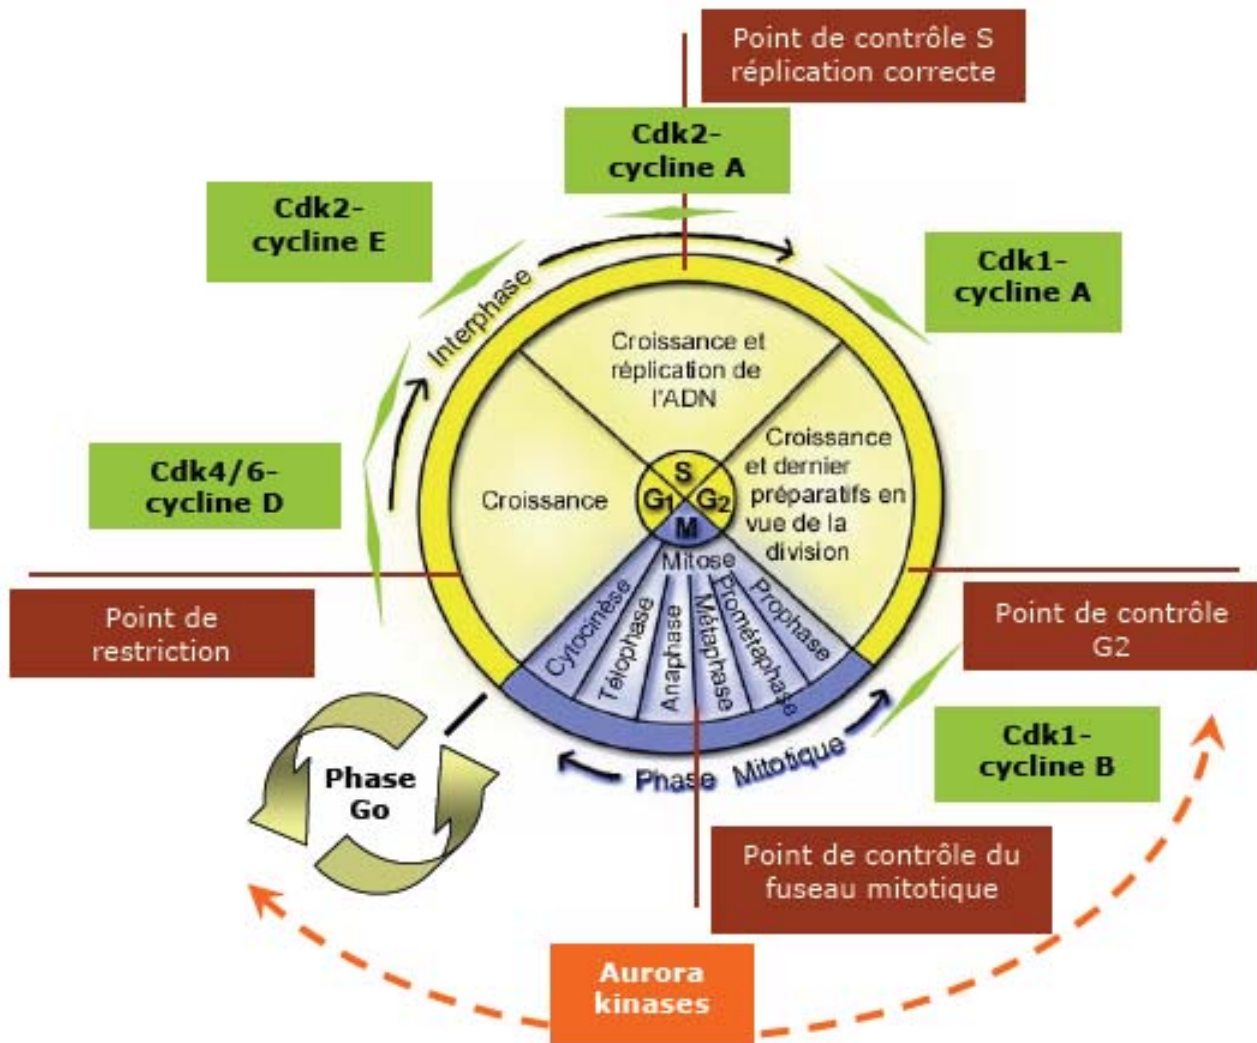 Point de contrôle S
réplication correcte
Cdk2-
cycline A
Cdk2-
cycline E
Cdk1-
cycline A
Interphase
Croissance et
réplication de
l'ADN
Cdk4/6-
cycline D
Croissance
Croissance
et dernier
préparatifs en
vue de la
division
S
G1
G2
M
Mitose
Cytocinèse
Télophase
Anaphase
Métaphase
Prométaphase
Prophase
Point de
restriction
Point de contrôle
G2
Phase Mitotique
Cdk1-
cycline B
Phase
Go
Point de contrôle du
fuseau mitotique
Aurora
kinases